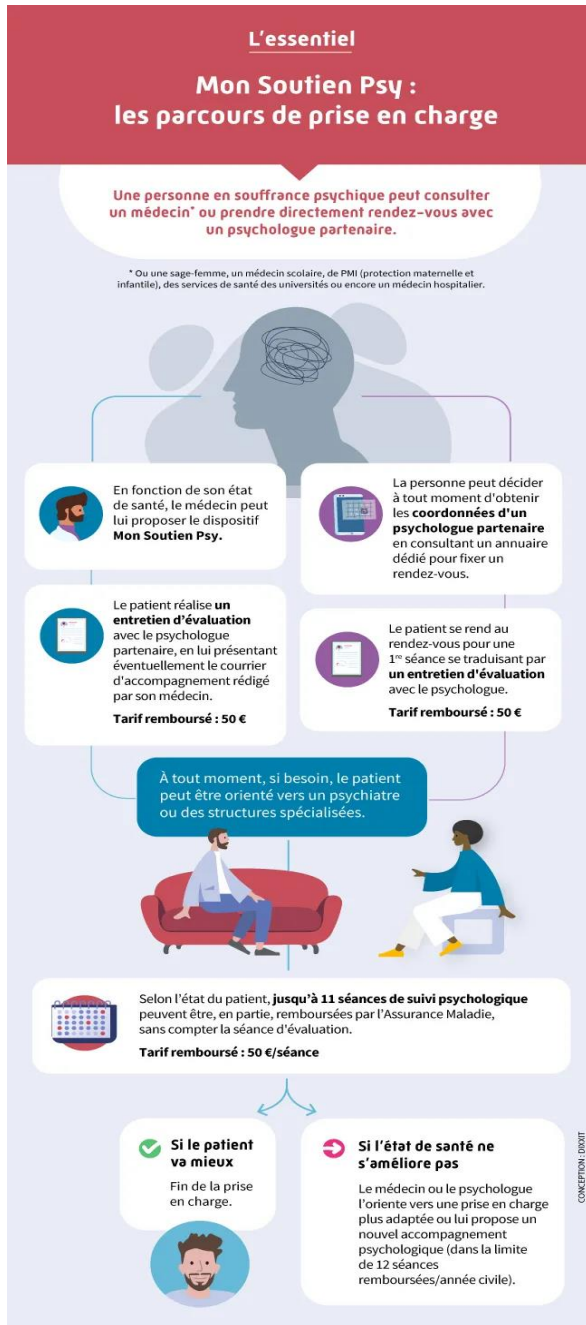 L'essentiel
Mon Soutien Psy :
les parcours de prise en charge
Une personne en souffrance psychique peut consulter
un médecin* ou prendre directement rendez-vous avec
un psychologue partenaire.
* Ou une sage-femme, un médecin scolaire, de PMI (protection maternelle et
infantile), des services de santé des universités ou encore un médecin hospitalier.
En fonction de son état
de santé, le médecin peut
lui proposer le dispositif
Mon Soutien Psy.
Le patient réalise un
entretien d'évaluation
avec le psychologue
partenaire, en lui présentant
éventuellement le courrier
d'accompagnement rédigé
par son médecin.
Tarif remboursé : 50 €
La personne peut décider
à tout moment d'obtenir
les coordonnées d'un
psychologue partenaire
en consultant un annuaire
dédié pour fixer un
rendez-vous.
Le patient se rend au
rendez-vous pour une
1re séance se traduisant par
un entretien d'évaluation
avec le psychologue.
Tarif remboursé : 50 €
À tout moment, si besoin, le patient
peut être orienté vers un psychiatre
ou des structures spécialisées.
Selon l'état du patient, jusqu'à 11 séances de suivi psychologique
peuvent être, en partie, remboursées par l'Assurance Maladie,
sans compter la séance d'évaluation.
Tarif remboursé : 50 €/séance
Si le patient
va mieux
Fin de la prise
en charge.
Si l'état de santé ne
s'améliore pas
Le médecin ou le psychologue
l'oriente vers une prise en charge
plus adaptée ou lui propose un
nouvel accompagnement
psychologique (dans la limite
de 12 séances
remboursées/année civile).
CONCEPTION : DIXXIT